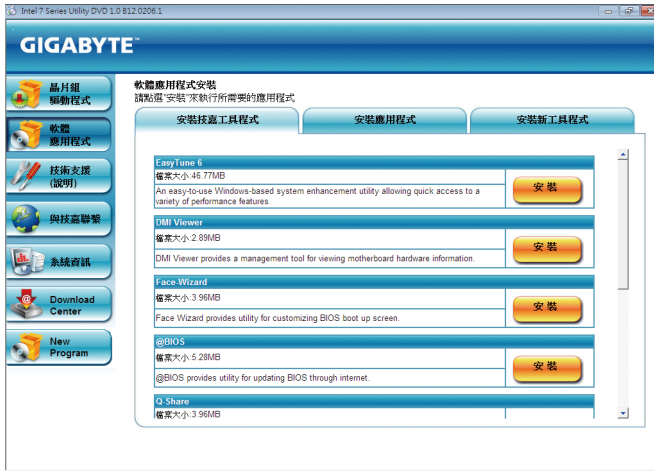 Intel 7 Series Utility DVD 1.0 B12.0206.1
GIGABYTE™
晶片組
驅動程式
軟體
應用程式
技術支援
(說明)
與技嘉聯繫
系統資訊
Download
Center
New
Program
軟體應用程式安裝
請點選"安裝"來執行所需要的應用程式
安裝技嘉工具程式
安裝應用程式
安裝新工具程式
EasyTune 6
檔案大小:46.77MB
An easy-to-use Windows-based system enhancement utility allowing quick access to a
variety of performance features.
安裝
DMI Viewer
檔案大小:2.89MB
DMI Viewer provides a management tool for viewing motherboard hardware information.
安裝
Face-Wizard
檔案大小:3.96MB
Face Wizard provides utility for customizing BIOS boot up screen.
安裝
@BIOS
檔案大小:5.28MB
@BIOS provides utility for updating BIOS through internet.
安裝
Q-Share
檔案大小:3.96MB